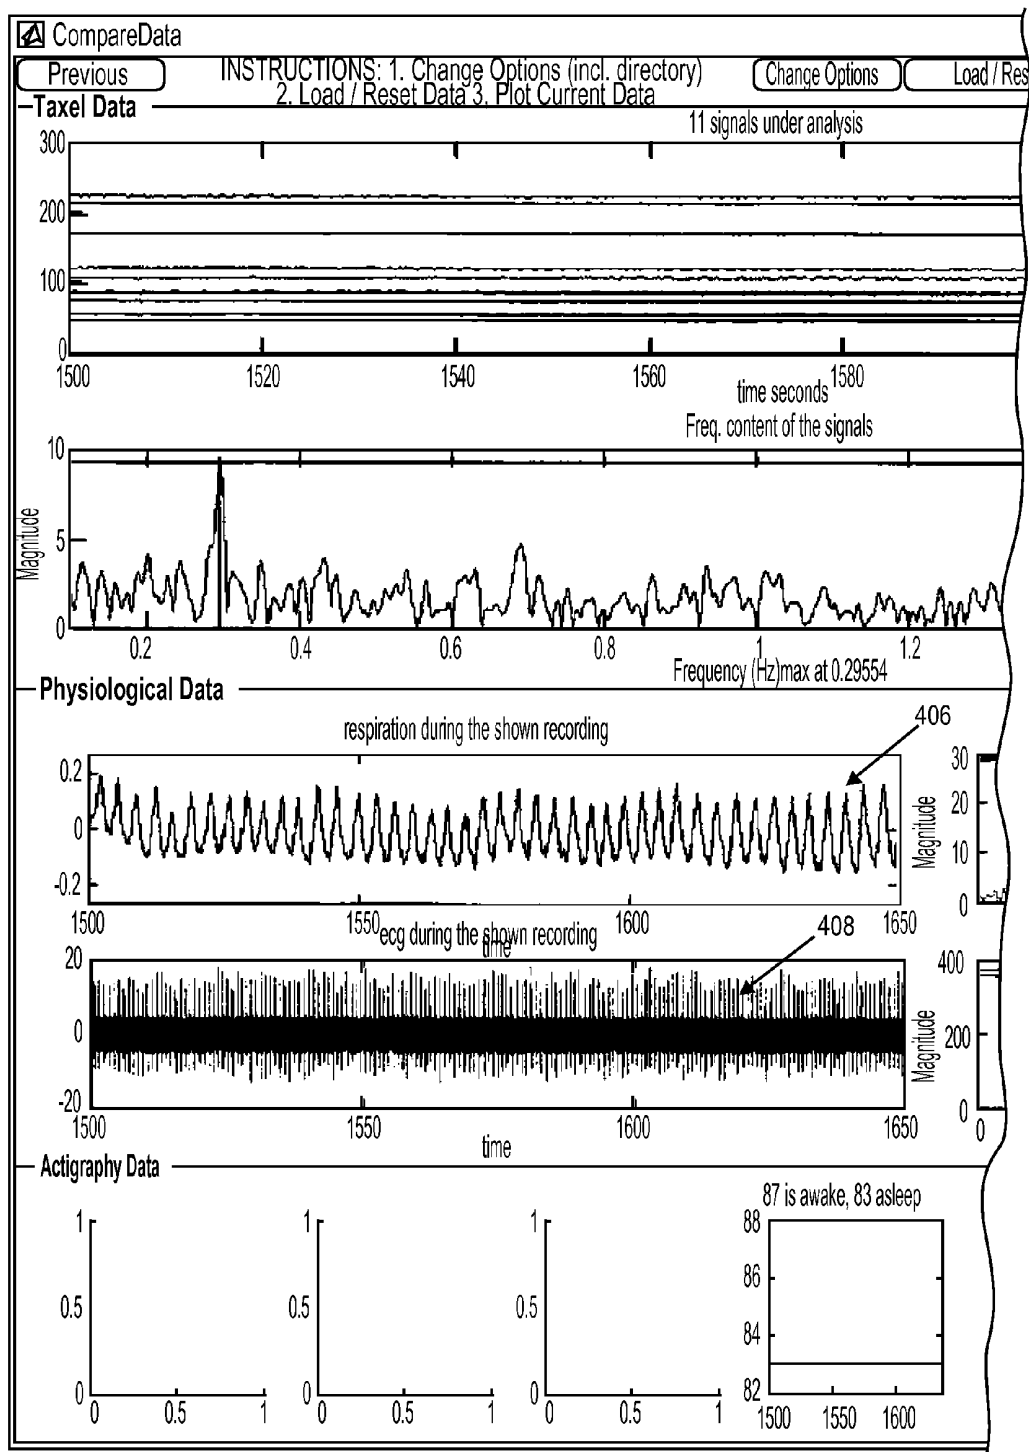 CompareData
Previous
INSTRUCTIONS: 1. Change Options (incl. directory)
2. Load / Reset Data 3. Plot Current Data
Change Options
Load / Res
Taxel Data
11 signals under analysis
300
200
100
0
1500 1520 1540 1560 1580
time seconds
Freq. content of the signals
10
5
0
Magnitude
0.2 0.4 0.6 0.8 1 1.2
Frequency (Hz)max at 0.29554
Physiological Data
406
respiration during the shown recording
0.2
0
-0.2
1500 1550 1600 1650
time
Magnitude
30
20
10
0
ecg during the shown recording
408
20
0
-20
1500 1550 1600 1650
time
Magnitude
400
200
0
0
Actigraphy Data
1
0.5
0
0 0.5 1
1
0.5
0
0 0.5 1
1
0.5
0
0 0.5 1
87 is awake, 83 asleep
88
86
84
82
1500 1550 1600